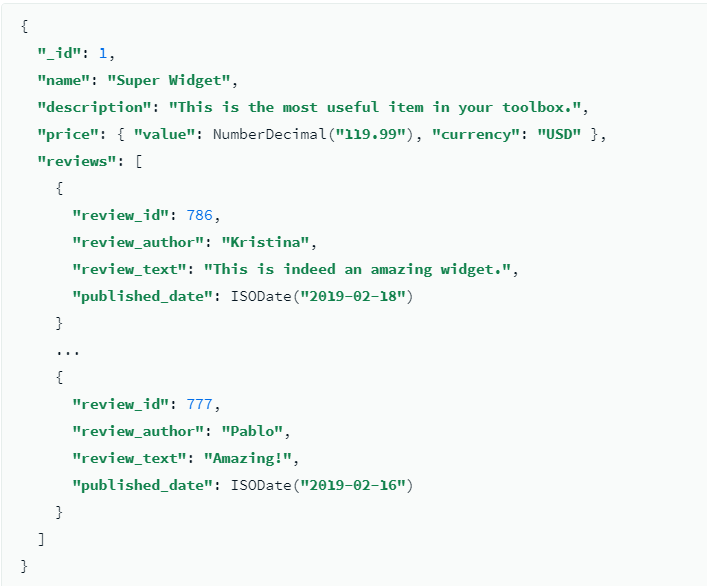 {
"_id": 1,
"name": "Super Widget",
"description": "This is the most useful item in your toolbox.",
"price": { "value": NumberDecimal("119.99"), "currency": "USD" },
"reviews": [
{
"review_id": 786,
"review_author": "Kristina",
"review_text": "This is indeed an amazing widget.",
"published_date": ISODate("2019-02-18")
}
...
{
"review_id": 777,
"review_author": "Pablo",
"review_text": "Amazing!",
"published_date": ISODate("2019-02-16")
}
]
}